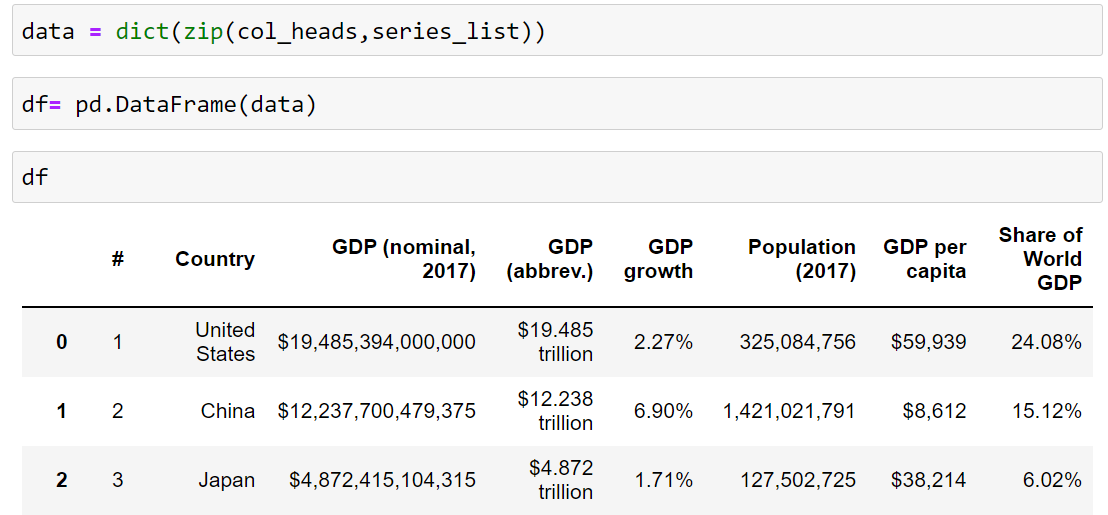 data = dict(zip(col_heads,series_list))
df= pd.DataFrame(data)
df
# Country GDP (nominal, 2017) GDP (abbrev.) GDP growth Population (2017) GDP per capita Share of World GDP
0 1 United States $19,485,394,000,000 $19.485 trillion 2.27% 325,084,756 $59,939 24.08%
1 2 China $12,237,700,479,375 $12.238 trillion 6.90% 1,421,021,791 $8,612 15.12%
2 3 Japan $4,872,415,104,315 $4.872 trillion 1.71% 127,502,725 $38,214 6.02%